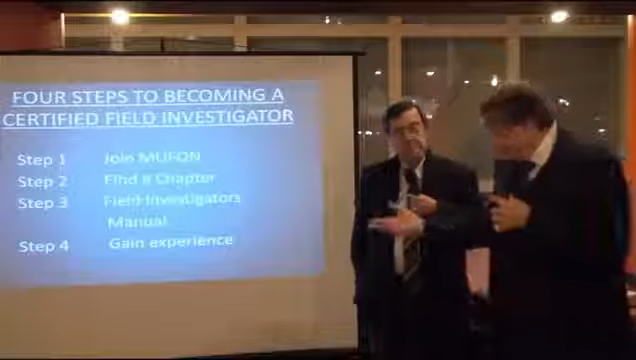 FOUR STEPS TO BECOMING A
CERTIFIED FIELD INVESTIGATOR
Step 1 Join MUFON
Step 2 Find a Chapter
Step 3 Field Investigators
Manual
Step 4 Gain experience